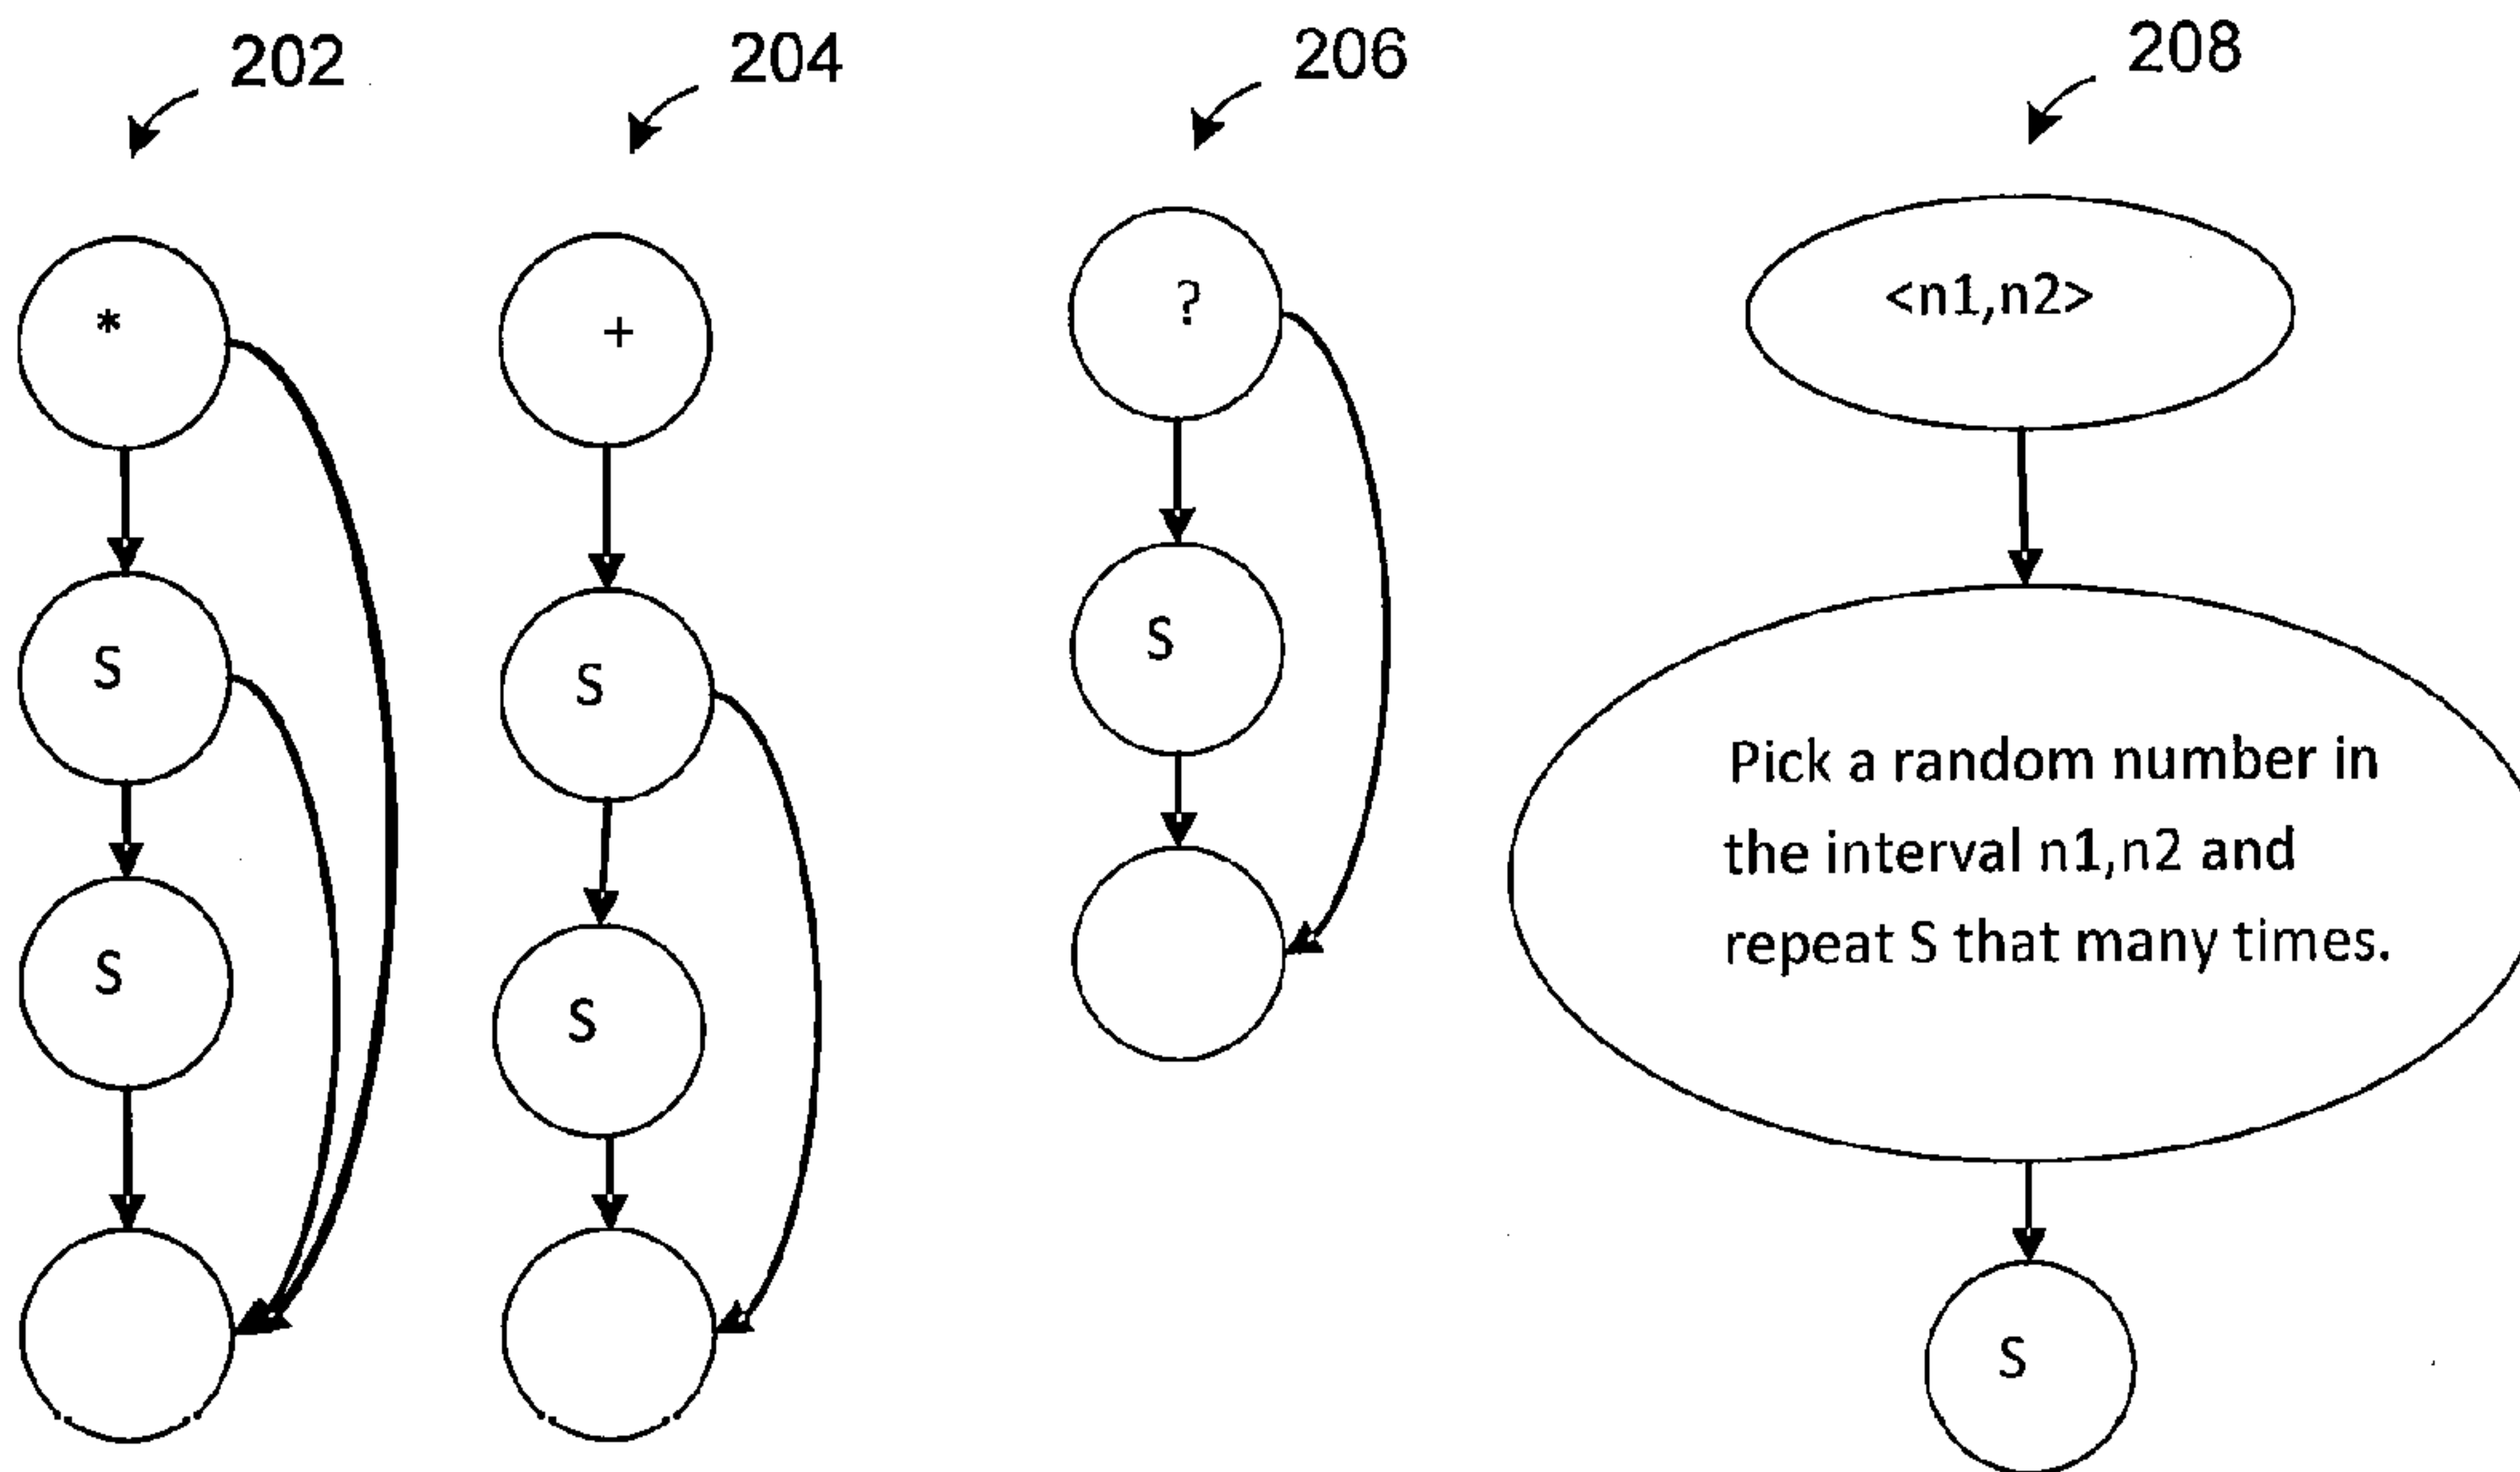 202
204
206
208
*
+
?
<n1,n2>
S
S
S
S
S
Pick a random number in
the interval n1,n2 and
repeat S that many times.
S